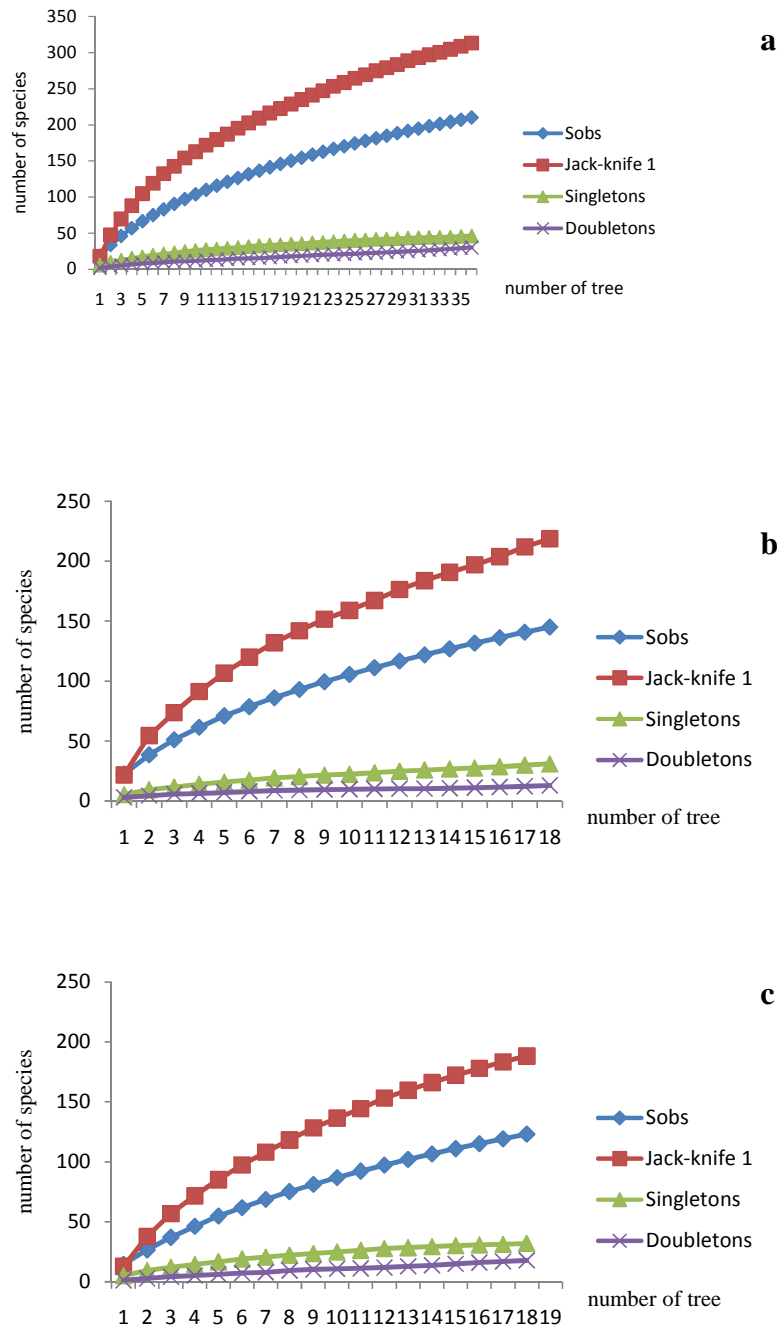 a
350
300
250
200
150
100
50
0
number of species
1 3 5 7 9 11 13 15 17 19 21 23 25 27 29 31 33 35
number of tree
Sobs
Jack-knife 1
Singletons
Doubletons
b
250
200
150
100
50
0
number of species
1 2 3 4 5 6 7 8 9 10 11 12 13 14 15 16 17 18
number of tree
Sobs
Jack-knife 1
Singletons
Doubletons
c
250
200
150
100
50
0
number of species
1 2 3 4 5 6 7 8 9 10 11 12 13 14 15 16 17 18 19
number of tree
Sobs
Jack-knife 1
Singletons
Doubletons